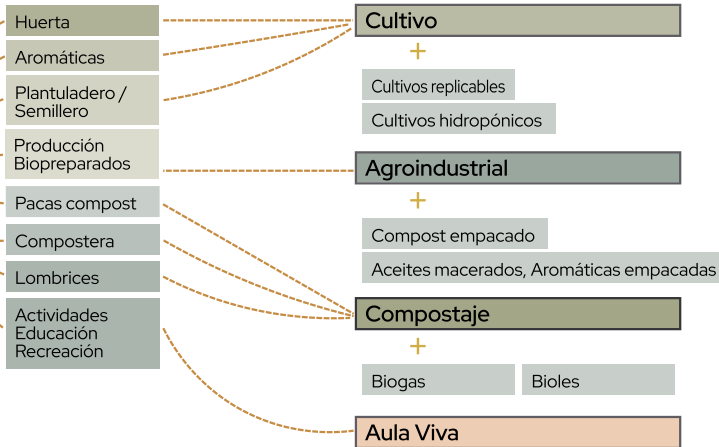 Huerta
Aromáticas
Plantuladero /
Semillero
Producción
Biopreparados
Pacas compost
Compostera
Lombrices
Actividades
Educación
Recreación
Cultivo
+
Cultivos replicables
Cultivos hidropónicos
Agroindustrial
+
Compost empacado
Aceites macerados, Aromáticas empacadas
Compostaje
+
Biogas
Bioles
Aula Viva